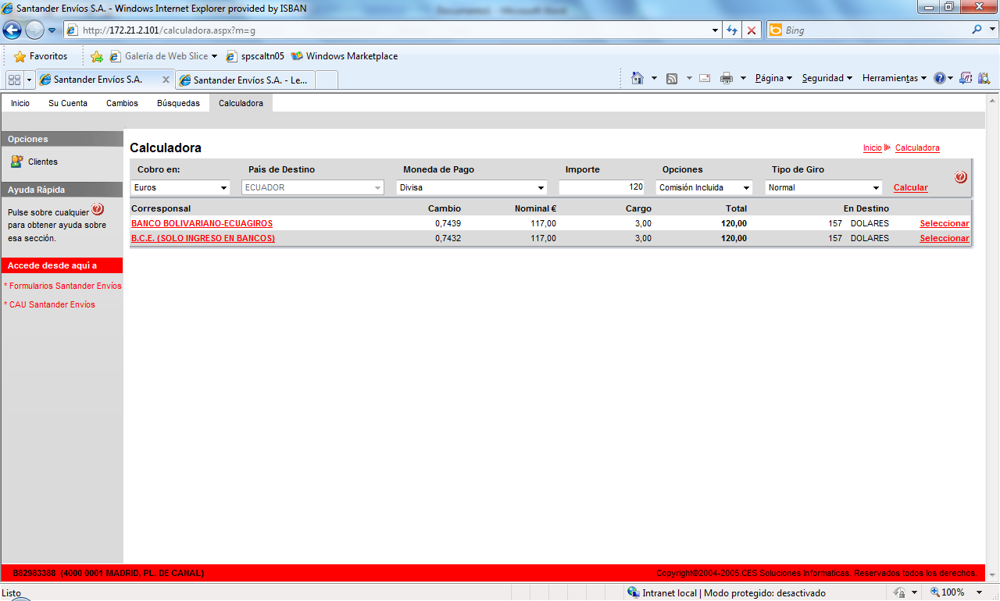 Santander Envíos S.A. - Windows Internet Explorer provided by ISBAN
http://172.21.2.101/calculadora.aspx?m=g
Bing
Favoritos Galería de Web Slice spscaltn05 Windows Marketplace
Santander Envíos S.A. Santander Envíos S.A. - Le... Página Seguridad Herramientas
Inicio Su Cuenta Cambios Búsquedas Calculadora
Opciones
Clientes
Ayuda Rápida
Pulse sobre cualquier
para obtener ayuda sobre
esa sección.
Accede desde aquí a
* Formularios Santander Envíos
* CAU Santander Envíos
Calculadora Inicio Calculadora
Cobro en: País de Destino Moneda de Pago Importe Opciones Tipo de Giro
Euros ECUADOR Divisa 120 Comisión Incluida Normal Calcular
Corresponsal Cambio Nominal € Cargo Total En Destino
BANCO BOLIVARIANO-ECUAGIROS 0,7439 117,00 3,00 120,00 157 DOLARES Seleccionar
B.C.E. (SOLO INGRESO EN BANCOS) 0,7432 117,00 3,00 120,00 157 DOLARES Seleccionar
B82983388 (4000 0001 MADRID, PL. DE CANAL) Copyright©2004-2005.CES Soluciones Informaticas. Reservados todos los derechos.
Listo Intranet local | Modo protegido: desactivado 100%